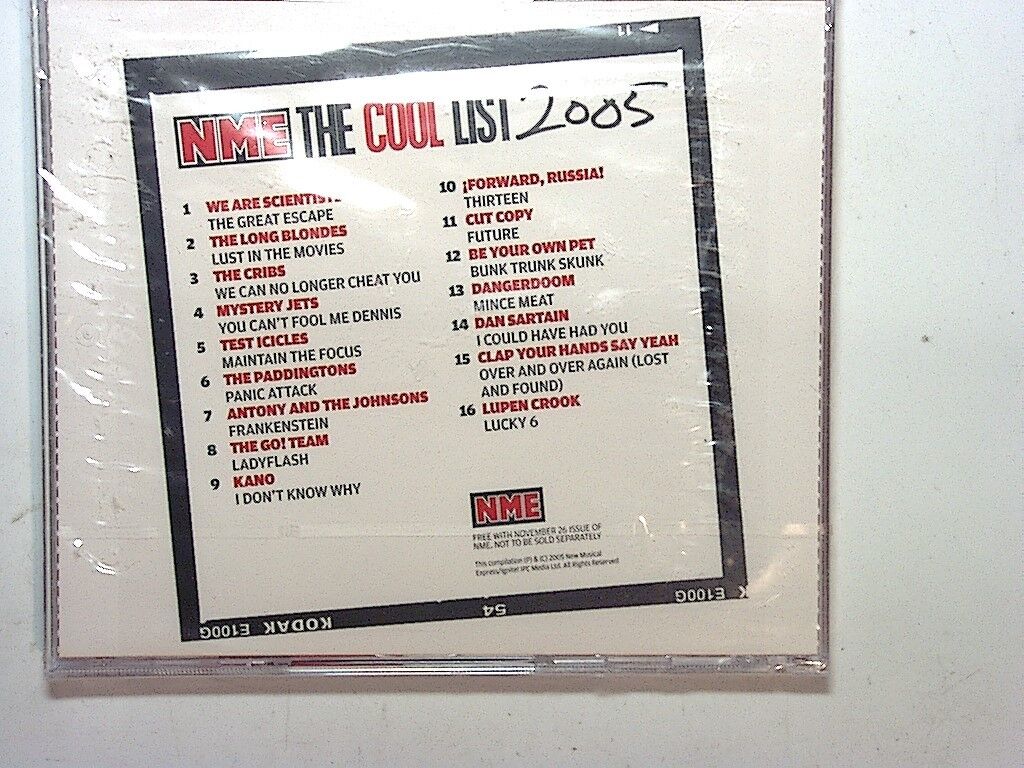 11
NME THE COOL LIST 2005
1 WE ARE SCIENTISTS
THE GREAT ESCAPE
2 THE LONG BLONDES
LUST IN THE MOVIES
3 THE CRIBS
WE CAN NO LONGER CHEAT YOU
4 MYSTERY JETS
YOU CAN'T FOOL ME DENNIS
5 TEST ICICLES
MAINTAIN THE FOCUS
6 THE PADDINGTONS
PANIC ATTACK
7 ANTONY AND THE JOHNSONS
FRANKENSTEIN
8 THE GO! TEAM
LADYFLASH
9 KANO
I DON'T KNOW WHY
10 ¡FORWARD, RUSSIA!
THIRTEEN
11 CUT COPY
FUTURE
12 BE YOUR OWN PET
BUNK TRUNK SKUNK
13 DANGERDOOM
MINCE MEAT
14 DAN SARTAIN
I COULD HAVE HAD YOU
15 CLAP YOUR HANDS SAY YEAH
OVER AND OVER AGAIN (LOST
AND FOUND)
16 LUPEN CROOK
LUCKY 6
NME
FREE WITH NOVEMBER 26 ISSUE OF
NME. NOT TO BE SOLD SEPARATELY
This compilation (P) & (C) 2005 New Musical
Express/Ignite! IPC Media Ltd. All Rights Reserved
KODAK E100G 54 K E100G